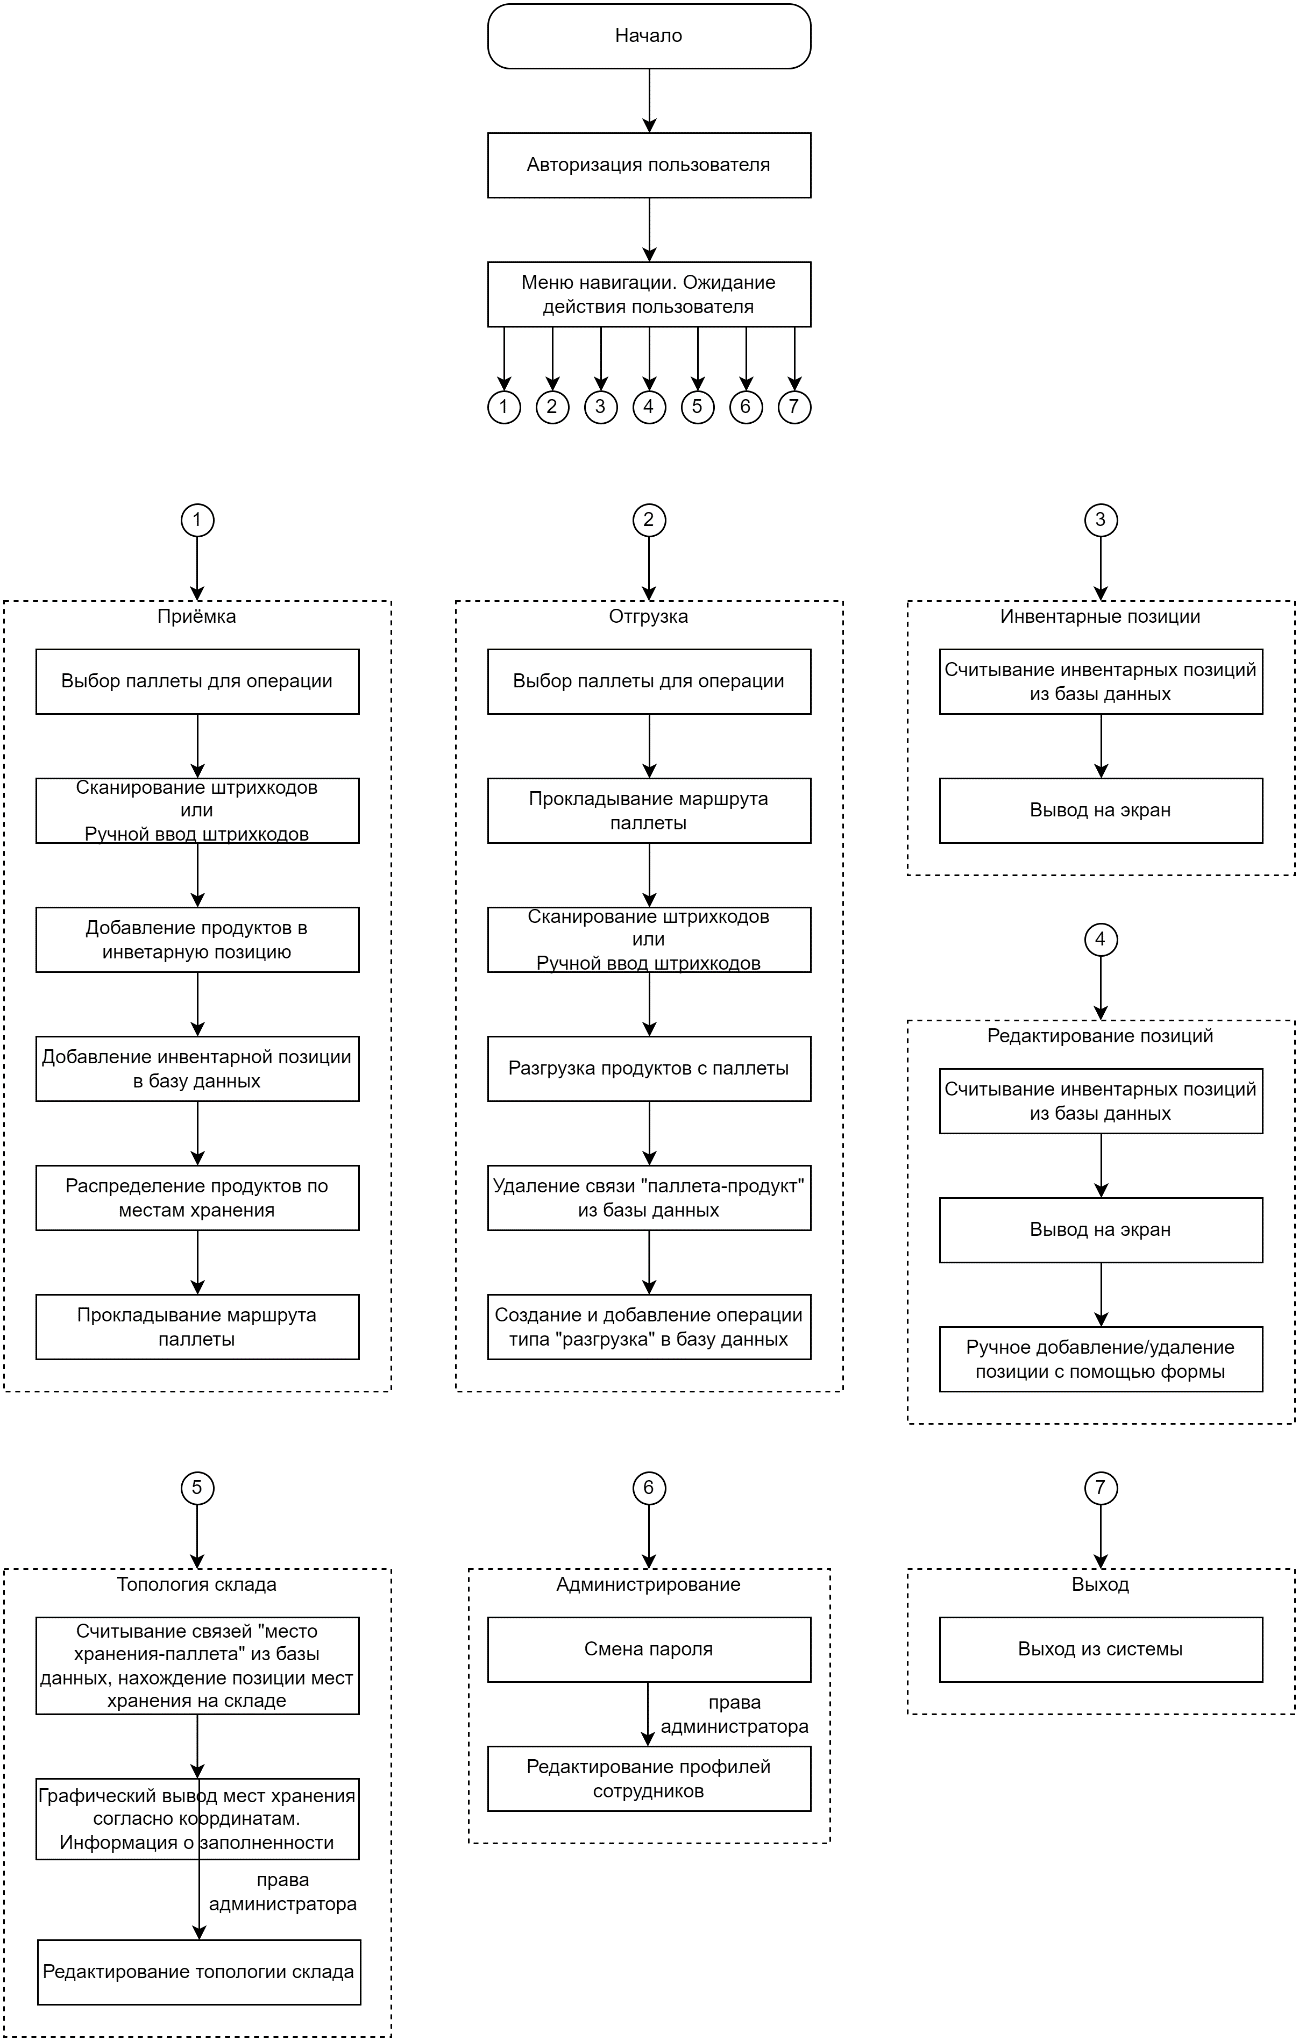 Начало
Авторизация пользователя
Меню навигации. Ожидание
действия пользователя
1 2 3 4 5 6 7
1
Приёмка
Выбор паллеты для операции
Сканирование штрихкодов
или
Ручной ввод штрихкодов
Добавление продуктов в
инветарную позицию
Добавление инвентарной позиции
в базу данных
Распределение продуктов по
местам хранения
Прокладывание маршрута
паллеты
2
Отгрузка
Выбор паллеты для операции
Прокладывание маршрута
паллеты
Сканирование штрихкодов
или
Ручной ввод штрихкодов
Разгрузка продуктов с паллеты
Удаление связи "паллета-продукт"
из базы данных
Создание и добавление операции
типа "разгрузка" в базу данных
3
Инвентарные позиции
Считывание инвентарных позиций
из базы данных
Вывод на экран
4
Редактирование позиций
Считывание инвентарных позиций
из базы данных
Вывод на экран
Ручное добавление/удаление
позиции с помощью формы
5
Топология склада
Считывание связей "место
хранения-паллета" из базы
данных, нахождение позиции мест
хранения на складе
Графический вывод мест хранения
согласно координатам.
Информация о заполненности
права
администратора
Редактирование топологии склада
6
Администрирование
Смена пароля
права
администратора
Редактирование профилей
сотрудников
7
Выход
Выход из системы